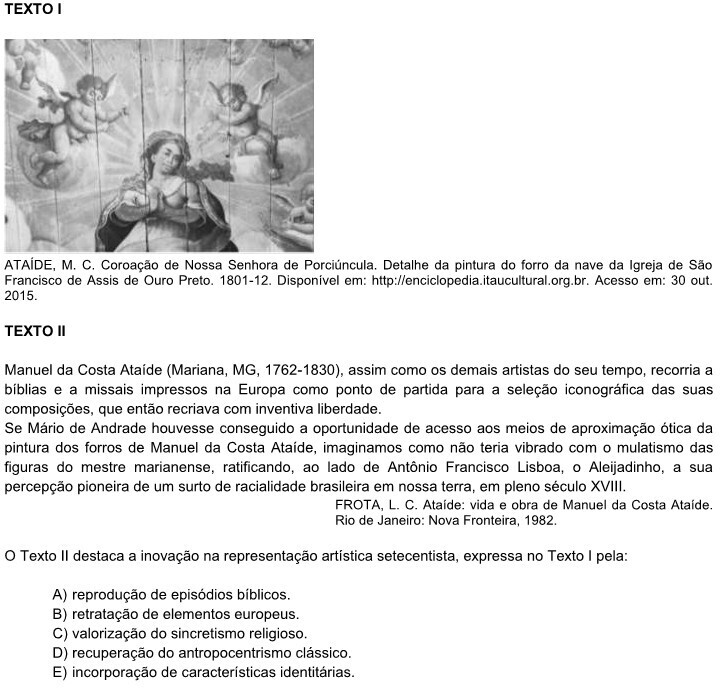 TEXTO I
ATAÍDE, M. C. Coroação de Nossa Senhora de Porciúncula. Detalhe da pintura do forro da nave da Igreja de São
Francisco de Assis de Ouro Preto. 1801-12. Disponível em: http://enciclopedia.itaucultural.org.br. Acesso em: 30 out.
2015.
TEXTO II
Manuel da Costa Ataíde (Mariana, MG, 1762-1830), assim como os demais artistas do seu tempo, recorria a
bíblias e a missais impressos na Europa como ponto de partida para a seleção iconográfica das suas
composições, que então recriava com inventiva liberdade.
Se Mário de Andrade houvesse conseguido a oportunidade de acesso aos meios de aproximação ótica da
pintura dos forros de Manuel da Costa Ataíde, imaginamos como não teria vibrado com o mulatismo das
figuras do mestre marianense, ratificando, ao lado de Antônio Francisco Lisboa, o Aleijadinho, a sua
percepção pioneira de um surto de racialidade brasileira em nossa terra, em pleno século XVIII.
FROTA, L. C. Ataíde: vida e obra de Manuel da Costa Ataíde.
Rio de Janeiro: Nova Fronteira, 1982.
O Texto II destaca a inovação na representação artística setecentista, expressa no Texto I pela:
A) reprodução de episódios bíblicos.
B) retratação de elementos europeus.
C) valorização do sincretismo religioso.
D) recuperação do antropocentrismo clássico.
E) incorporação de características identitárias.